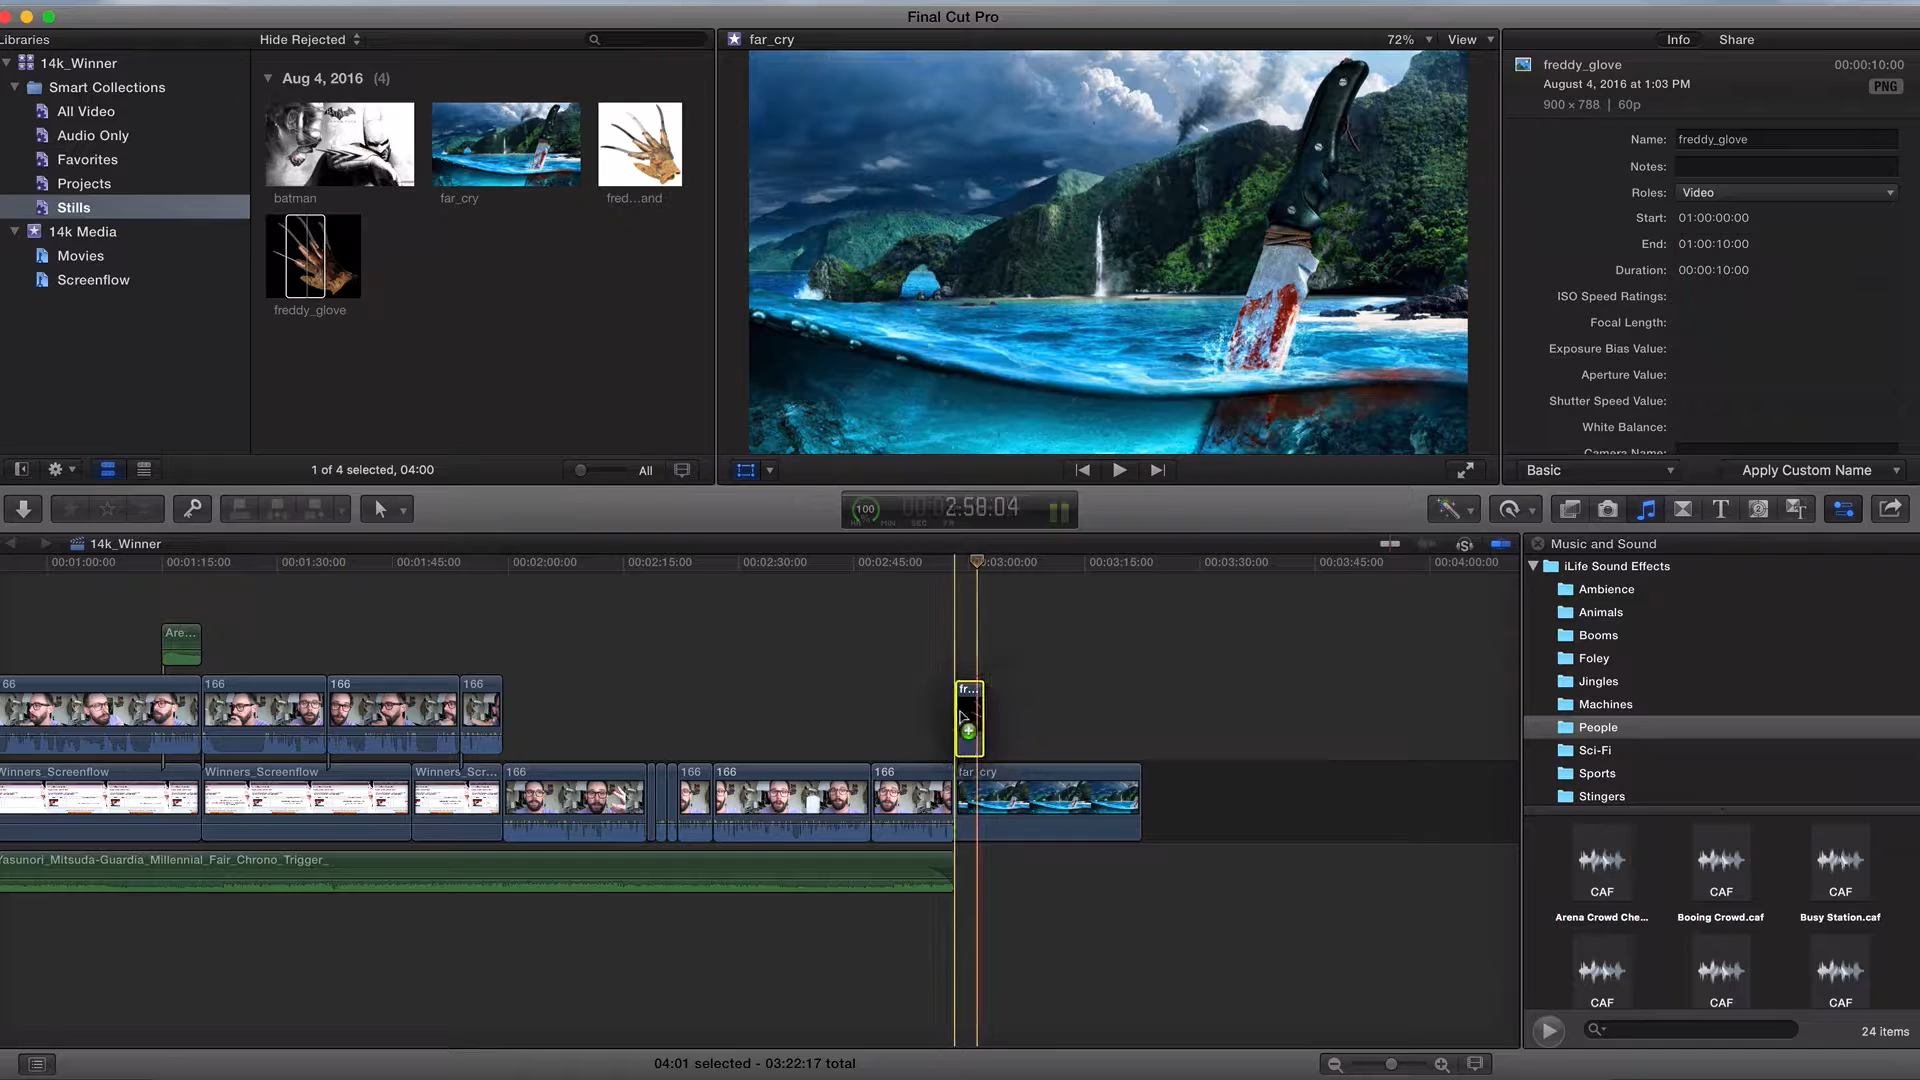 Final Cut Pro
Libraries
Hide Rejected
far_cry
72%
View
Info
Share
14k_Winner
Smart Collections
All Video
Audio Only
Favorites
Projects
Stills
14k Media
Movies
Screenflow
Aug 4, 2016 (4)
batman
far_cry
fred...and
freddy_glove
freddy_glove
00:00:10:00
August 4, 2016 at 1:03 PM
PNG
900 × 788 | 60p
Name: freddy_glove
Notes:
Roles: Video
Start: 01:00:00:00
End: 01:00:10:00
Duration: 00:00:10:00
ISO Speed Ratings:
Focal Length:
Exposure Bias Value:
Aperture Value:
Shutter Speed Value:
White Balance:
Camera Name:
1 of 4 selected, 04:00
All
Basic
Apply Custom Name
100
2:58:04
HR MIN SEC FR
14k_Winner
00:01:00:00
00:01:15:00
00:01:30:00
00:01:45:00
00:02:00:00
00:02:15:00
00:02:30:00
00:02:45:00
00:03:00:00
00:03:15:00
00:03:30:00
00:03:45:00
00:04:00:00
Are...
66
166
166
166
fr...
Winners_Screenflow
Winners_Screenflow
Winners_Scr...
166
166
166
166
far_cry
Yasunori_Mitsuda-Guardia_Millennial_Fair_Chrono_Trigger_
Music and Sound
iLife Sound Effects
Ambience
Animals
Booms
Foley
Jingles
Machines
People
Sci-Fi
Sports
Stingers
CAF
CAF
CAF
Arena Crowd Che...
Booing Crowd.caf
Busy Station.caf
CAF
CAF
CAF
24 items
04:01 selected - 03:22:17 total